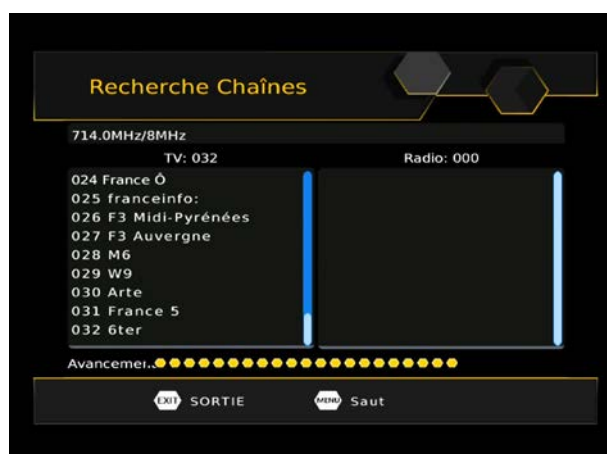 Recherche Chaînes
714.0MHz/8MHz
TV: 032
Radio: 000
024 France Ô
025 franceinfo:
026 F3 Midi-Pyrénées
027 F3 Auvergne
028 M6
029 W9
030 Arte
031 France 5
032 6ter
Avancemei..
EXIT SORTIE
MENU Saut